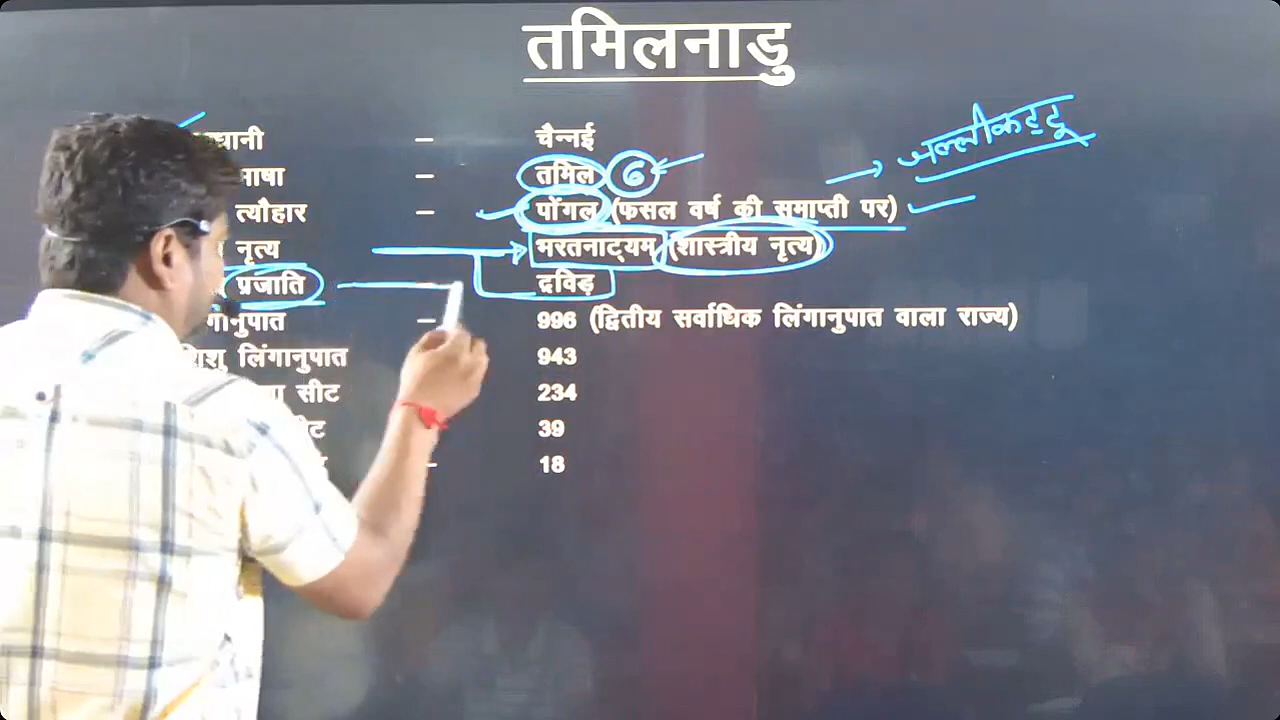 तमिलनाडु
धानी – चैन्नई
भाषा – तमिल 6 → जल्लीकट्टू
त्यौहार – पोंगल (फसल वर्ष की समाप्ती पर)
नृत्य भरतनाट्यम् (शास्त्रीय नृत्य)
प्रजाति द्रविड़
गानुपात – 996 (द्वितीय सर्वाधिक लिंगानुपात वाला राज्य)
शिशु लिंगानुपात 943
सीट 234
39
– 18